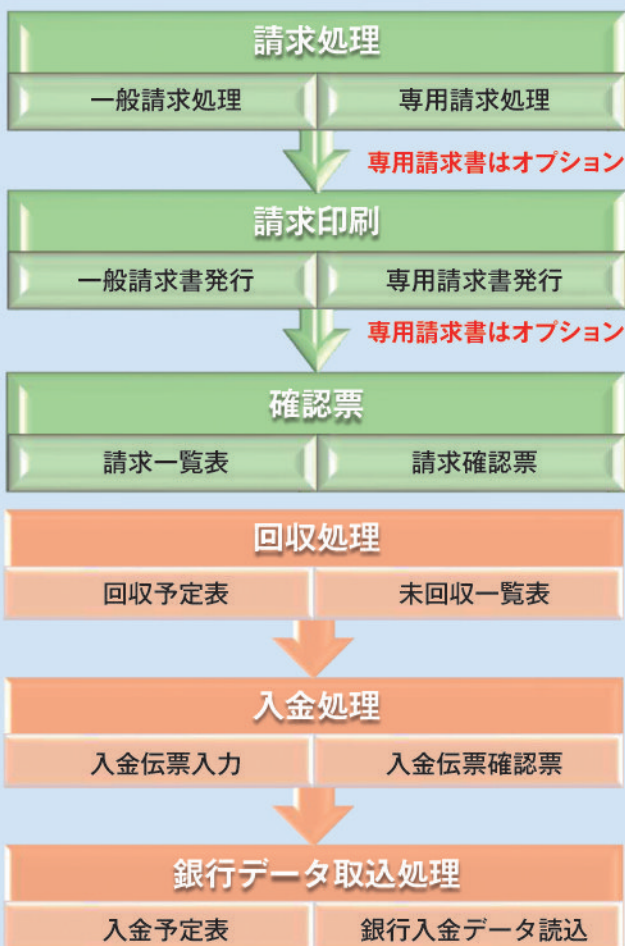 請求処理
一般請求処理 専用請求処理
専用請求書はオプション
請求印刷
一般請求書発行 専用請求書発行
専用請求書はオプション
確認票
請求一覧表 請求確認票
回収処理
回収予定表 未回収一覧表
入金処理
入金伝票入力 入金伝票確認票
銀行データ取込処理
入金予定表 銀行入金データ読込